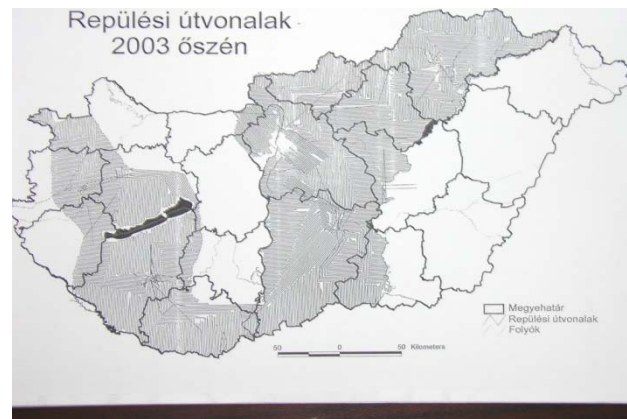 Repülési útvonalak
2003 őszén
Megyehatár
Repülési útvonalak
Folyók
50 0 50 Kilometers